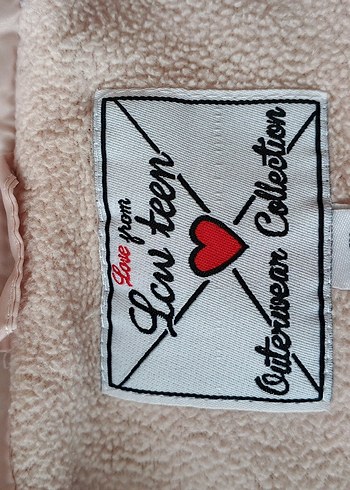 Love from
Lcw teen
Outerwear Collection